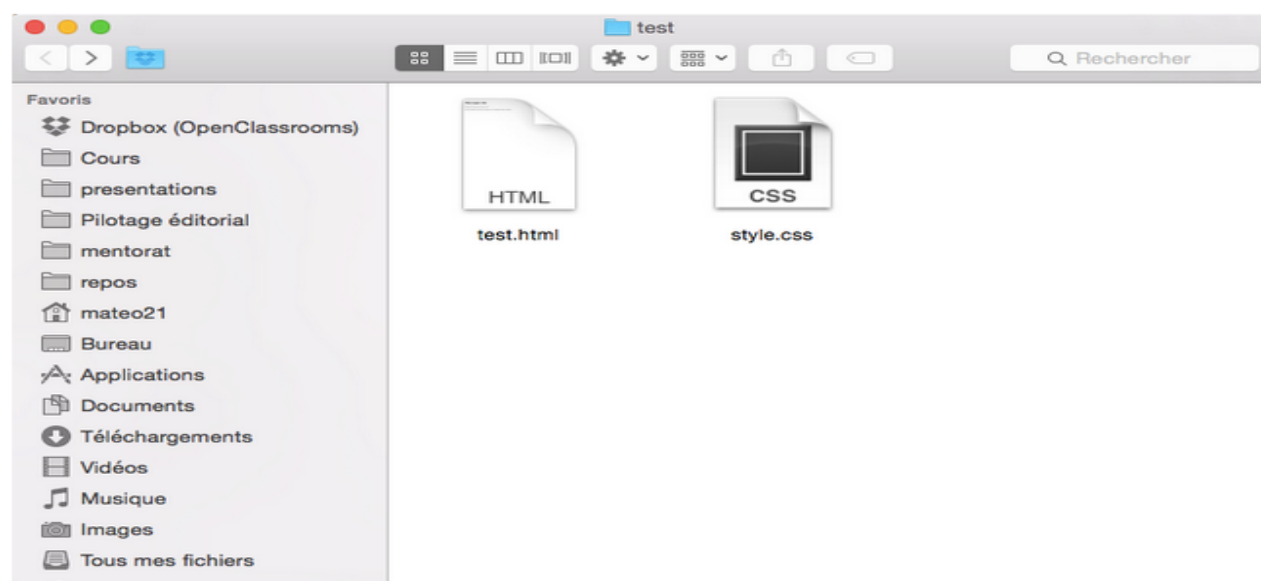 test
Rechercher
Favoris
Dropbox (OpenClassrooms)
Cours
presentations
Pilotage éditorial
mentorat
repos
mateo21
Bureau
Applications
Documents
Téléchargements
Vidéos
Musique
Images
Tous mes fichiers
HTML
CSS
test.html
style.css